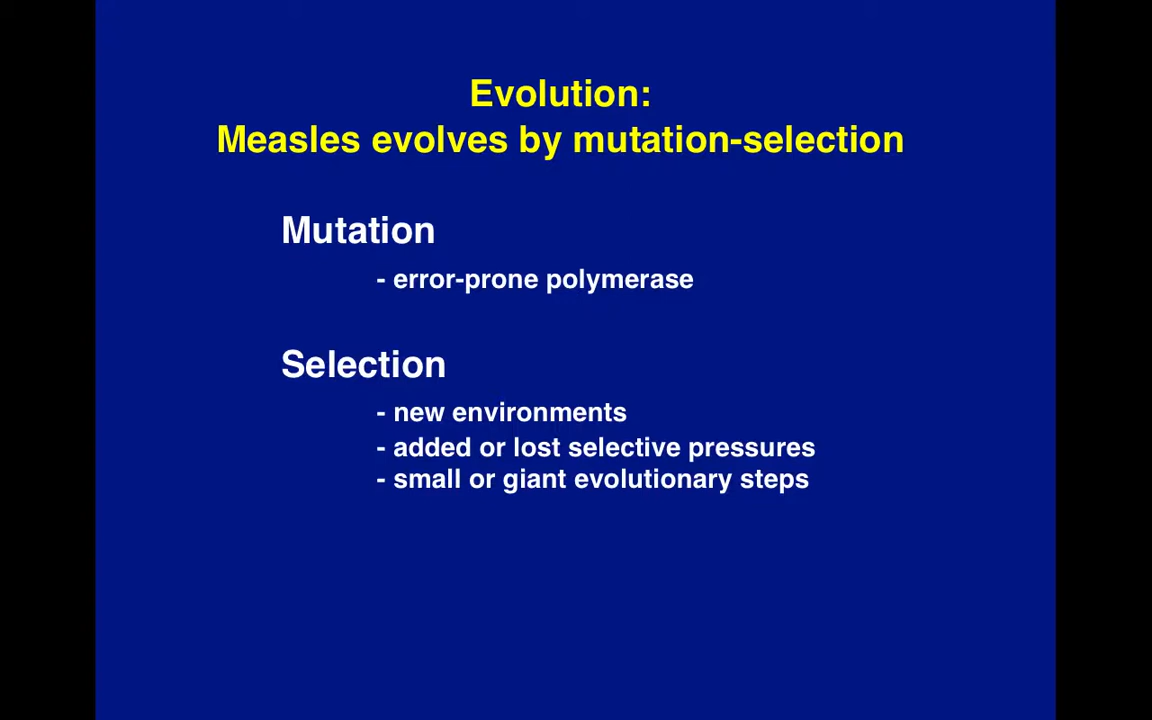 Evolution:
Measles evolves by mutation-selection
Mutation
- error-prone polymerase
Selection
- new environments
- added or lost selective pressures
- small or giant evolutionary steps